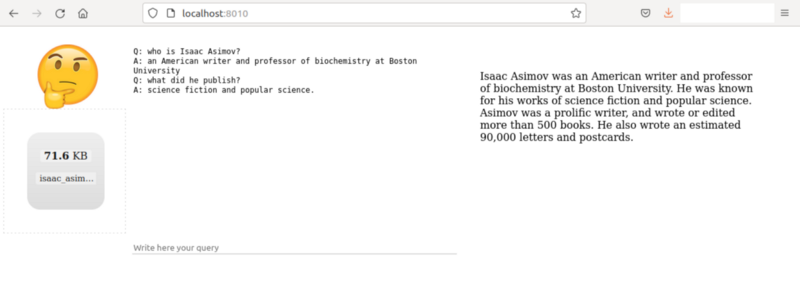 localhost:8010
Q: who is Isaac Asimov?
A: an American writer and professor of biochemistry at Boston
University
Q: what did he publish?
A: science fiction and popular science.
71.6 KB
isaac_asim...
Write here your query
Isaac Asimov was an American writer and professor
of biochemistry at Boston University. He was known
for his works of science fiction and popular science.
Asimov was a prolific writer, and wrote or edited
more than 500 books. He also wrote an estimated
90,000 letters and postcards.